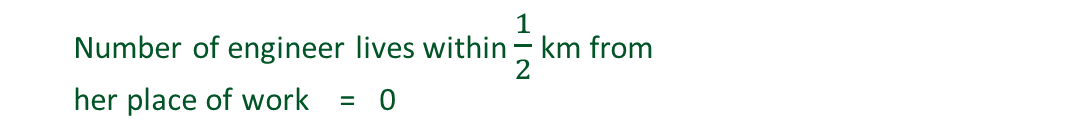 Number of engineer lives within 1/2 km from
her place of work = 0